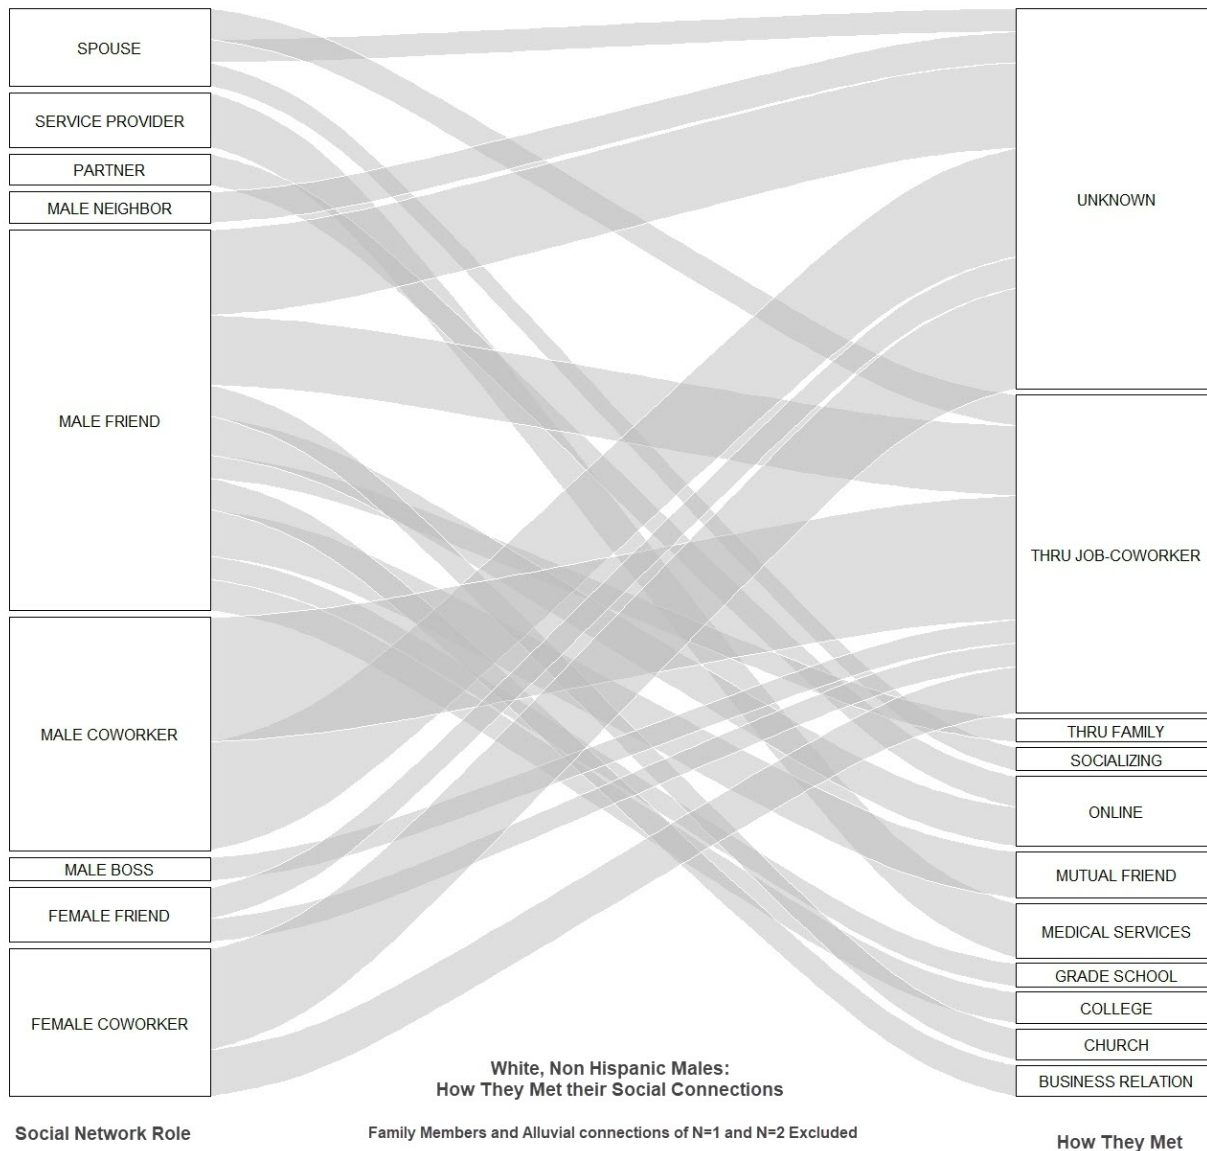 SPOUSE
SERVICE PROVIDER
PARTNER
MALE NEIGHBOR
MALE FRIEND
MALE COWORKER
MALE BOSS
FEMALE FRIEND
FEMALE COWORKER
Social Network Role
UNKNOWN
THRU JOB-COWORKER
THRU FAMILY
SOCIALIZING
ONLINE
MUTUAL FRIEND
MEDICAL SERVICES
GRADE SCHOOL
COLLEGE
CHURCH
BUSINESS RELATION
How They Met
White, Non Hispanic Males:
How They Met their Social Connections
Family Members and Alluvial connections of N=1 and N=2 Excluded